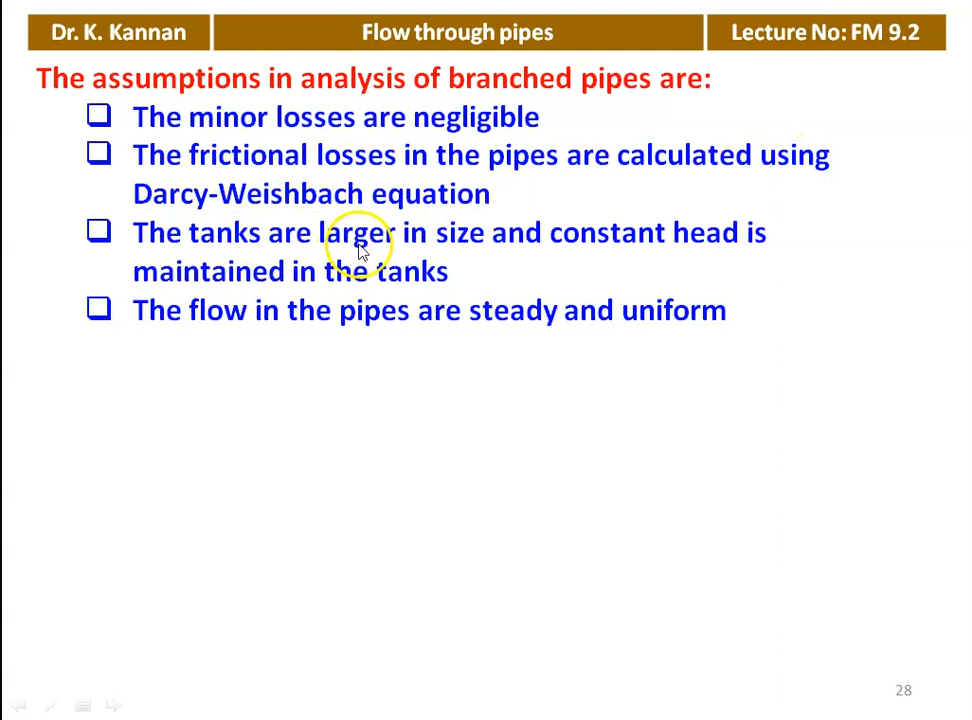 Dr. K. Kannan
Flow through pipes
Lecture No: FM 9.2
The assumptions in analysis of branched pipes are:
The minor losses are negligible
The frictional losses in the pipes are calculated using
Darcy-Weishbach equation
The tanks are larger in size and constant head is
maintained in the tanks
The flow in the pipes are steady and uniform
28